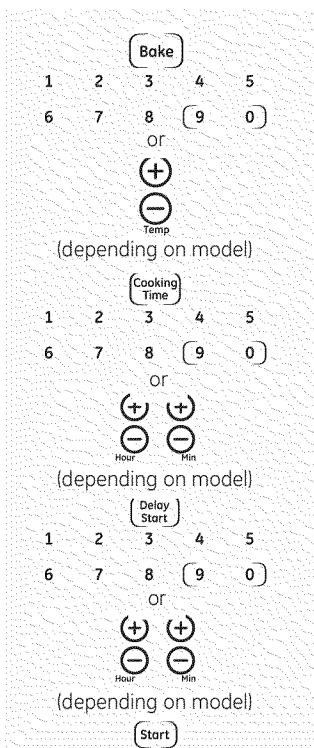 Bake
1 2 3 4 5
6 7 8 9 0
or
+
−
Temp
(depending on model)
Cooking
Time
1 2 3 4 5
6 7 8 9 0
or
+ +
− −
Hour Min
(depending on model)
Delay
Start
1 2 3 4 5
6 7 8 9 0
or
+ +
− −
Hour Min
(depending on model)
Start